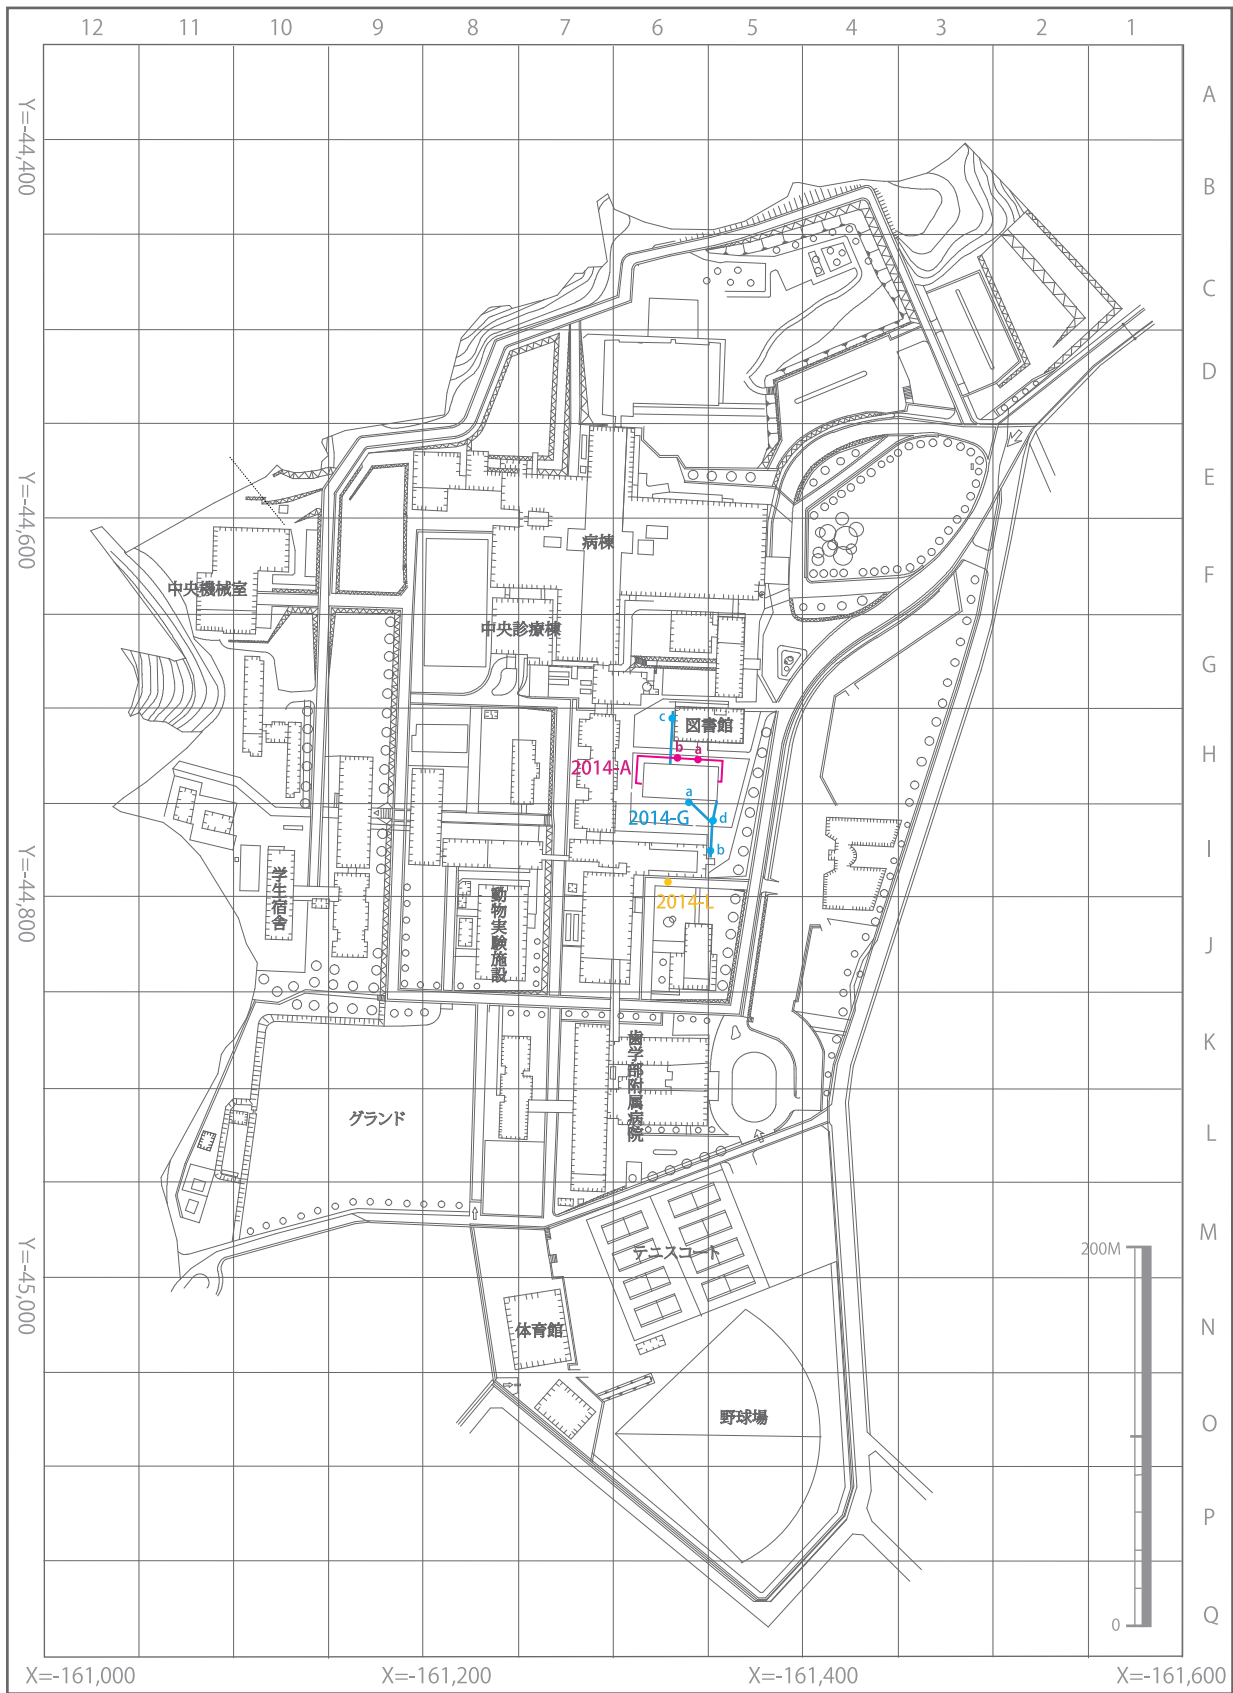 12 11 10 9 8 7 6 5 4 3 2 1
A
Y=-44,400
B
C
D
E
Y=-44,600
病棟
中央機械室
F
中央診療棟
G
c
図書館
b a
2014-A
H
a
2014-G
d
b
I
学生宿舎
2014-L
Y=-44,800
動物実験施設
J
歯学部附属病院
K
グランド
L
テニスコート
M
200M
Y=-45,000
体育館
N
野球場
O
P
Q
0
X=-161,000 X=-161,200 X=-161,400 X=-161,600